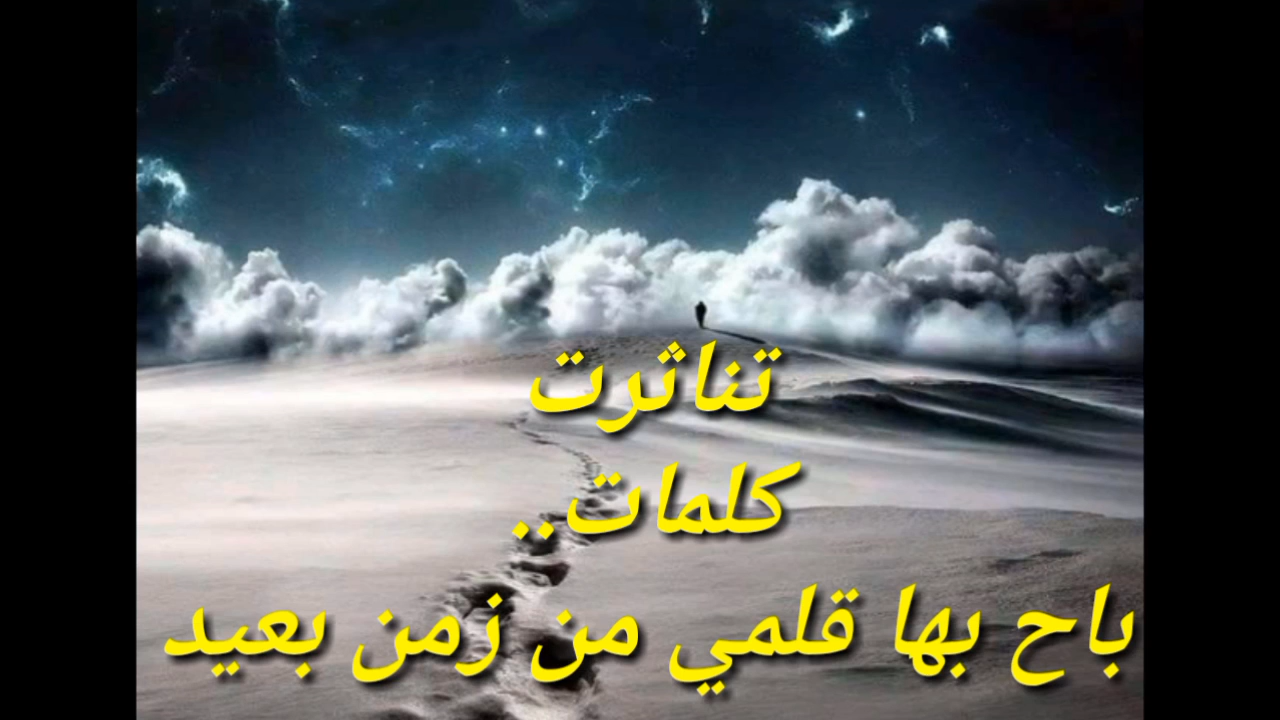 تناثرت
كلمات..
باح بها قلمي من زمن بعيد